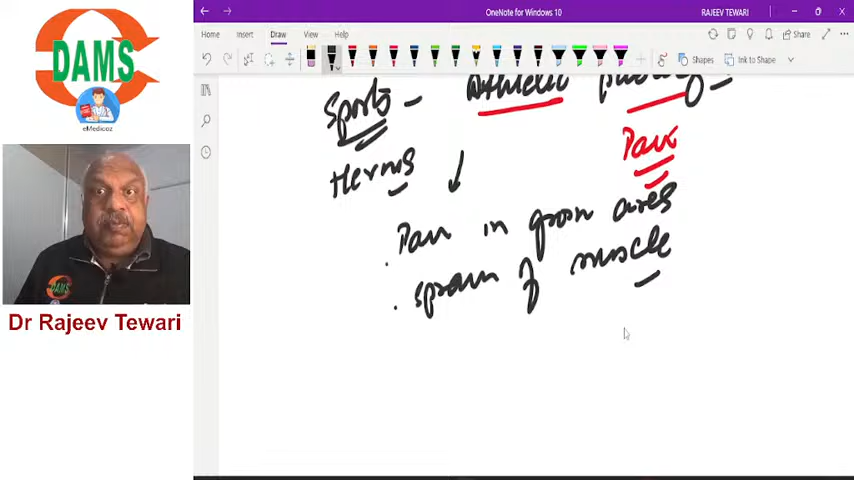 OneNote for Windows 10
RAJEEV TEWARI
Home Insert Draw View Help
Share
Shapes
Ink to Shape
DAMS
eMedicoz
Dr Rajeev Tewari
Sports - Athletic
Pain
Hernia
Pain in groin area
sprain of muscle